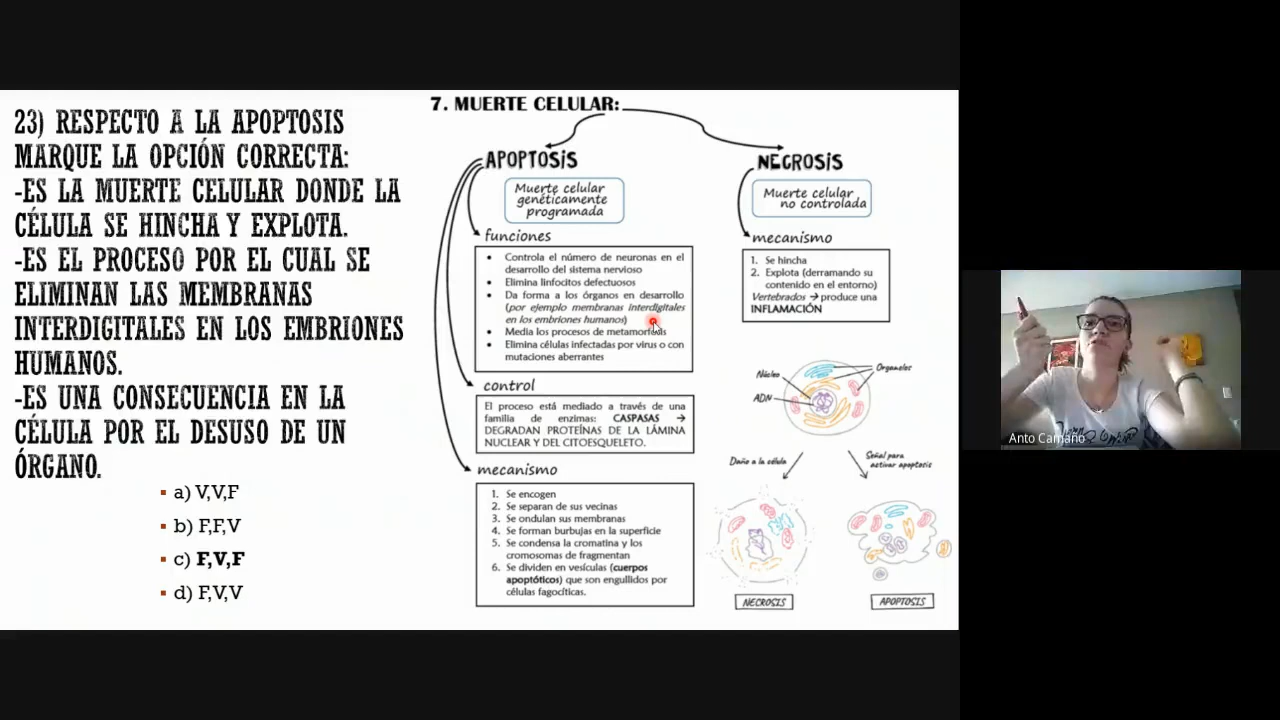 23) RESPECTO A LA APOPTOSIS
MARQUE LA OPCIÓN CORRECTA:
-ES LA MUERTE CELULAR DONDE LA
CÉLULA SE HINCHA Y EXPLOTA.
-ES EL PROCESO POR EL CUAL SE
ELIMINAN LAS MEMBRANAS
INTERDIGITALES EN LOS EMBRIONES
HUMANOS.
-ES UNA CONSECUENCIA EN LA
CÉLULA POR EL DESUSO DE UN
ÓRGANO.
a) V,V,F
b) F,F,V
c) F,V,F
d) F,V,V
7. MUERTE CELULAR:
APOPTOSIS
Muerte celular
genéticamente
programada
funciones
• Controla el número de neuronas en el
desarrollo del sistema nervioso
• Elimina linfocitos defectuosos
• Da forma a los órganos en desarrollo
(por ejemplo membranas interdigitales
en los embriones humanos)
• Media los procesos de metamorfosis
• Elimina células infectadas por virus o con
mutaciones aberrantes
control
El proceso está mediado a través de una
familia de enzimas: CASPASAS →
DEGRADAN PROTEÍNAS DE LA LÁMINA
NUCLEAR Y DEL CITOESQUELETO.
mecanismo
1. Se encogen
2. Se separan de sus vecinas
3. Se ondulan sus membranas
4. Se forman burbujas en la superficie
5. Se condensa la cromatina y los
cromosomas de fragmentan
6. Se dividen en vesículas (cuerpos
apoptóticos) que son engullidos por
células fagocíticas.
NECROSIS
Muerte celular
no controlada
mecanismo
1. Se hincha
2. Explota (derramando su
contenido en el entorno)
Vertebrados → produce una
INFLAMACIÓN
Núcleo
ADN
Organelos
Daño a la célula
Señal para
activar apoptosis
NECROSIS
APOPTOSIS
Anto Camaño